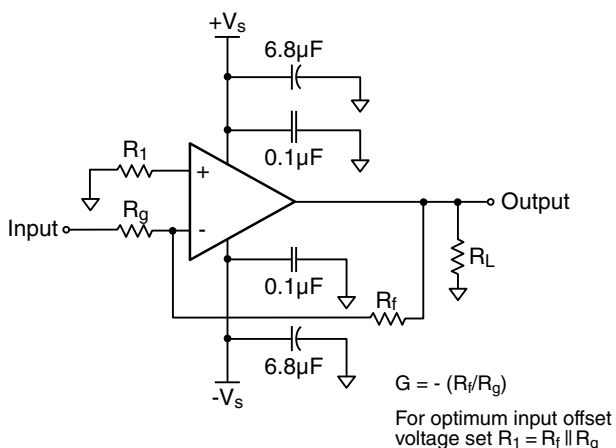 +Vs
6.8µF
+
0.1µF
R1
Input
Rg
-
Output
0.1µF
RL
Rf
6.8µF
-Vs
G = - (Rf/Rg)
For optimum input offset
voltage set R1 = Rf || Rg